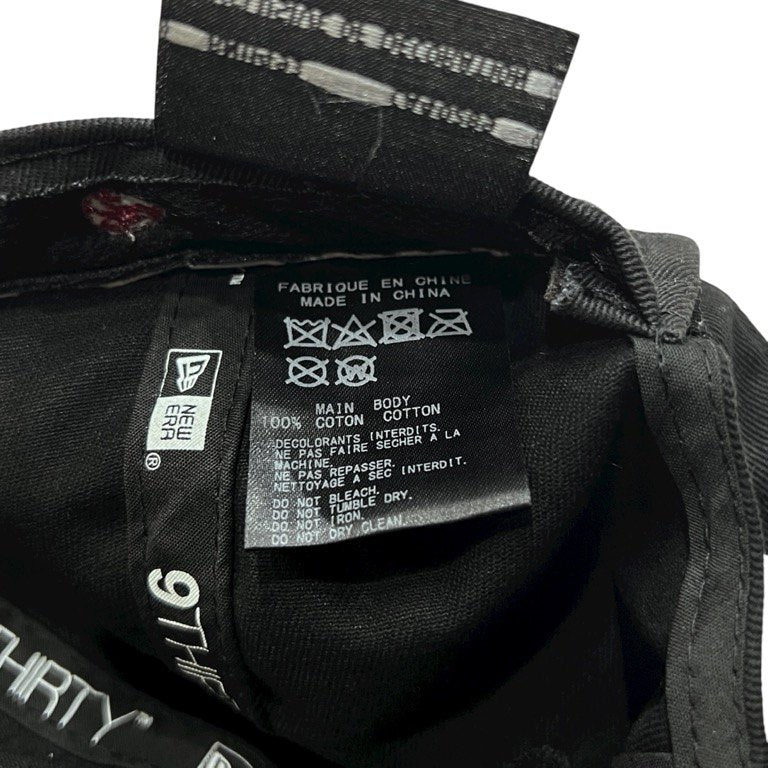 FABRIQUE EN CHINE
MADE IN CHINA
W
MAIN BODY
100% COTON COTTON
DECOLORANTS INTERDITS.
NE PAS FAIRE SECHER A LA
MACHINE.
NE PAS REPASSER.
NETTOYAGE A SEC INTERDIT.
DO NOT BLEACH.
DO NOT TUMBLE DRY.
DO NOT IRON.
DO NOT DRY CLEAN.
NEW
ERA
®
9THIR
THIRTY™